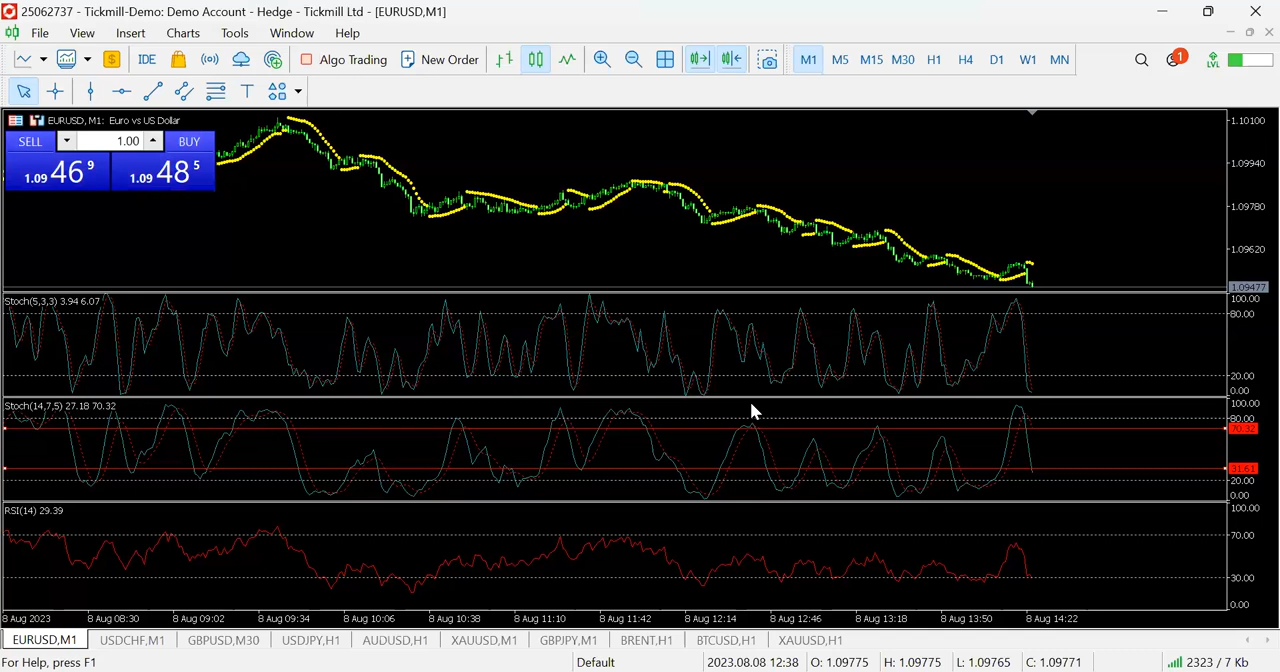 25062737 - Tickmill-Demo: Demo Account - Hedge - Tickmill Ltd - [EURUSD,M1]
File View Insert Charts Tools Window Help
IDE Algo Trading New Order M1 M5 M15 M30 H1 H4 D1 W1 MN 1 LVL
T
EURUSD, M1: Euro vs US Dollar
SELL 1.00 BUY
1.09 46 9 1.09 48 5
1.10100
1.09940
1.09780
1.09620
1.09477
Stoch(5,3,3) 3.94 6.07
100.00
80.00
20.00
0.00
Stoch(14,7,5) 27.18 70.32
100.00
80.00
70.32
31.61
20.00
0.00
RSI(14) 29.39
100.00
70.00
30.00
0.00
8 Aug 2023 8 Aug 08:30 8 Aug 09:02 8 Aug 09:34 8 Aug 10:06 8 Aug 10:38 8 Aug 11:10 8 Aug 11:42 8 Aug 12:14 8 Aug 12:46 8 Aug 13:18 8 Aug 13:50 8 Aug 14:22
EURUSD,M1 USDCHF,M1 GBPUSD,M30 USDJPY,H1 AUDUSD,H1 XAUUSD,M1 GBPJPY,M1 BRENT,H1 BTCUSD,H1 XAUUSD,H1
For Help, press F1 Default 2023.08.08 12:38 O: 1.09775 H: 1.09775 L: 1.09765 C: 1.09771 2323 / 7 Kb